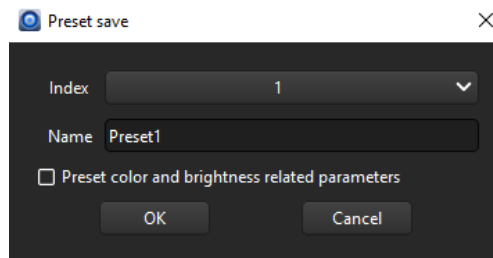 Preset save
Index 1
Name Preset1
Preset color and brightness related parameters
OK Cancel